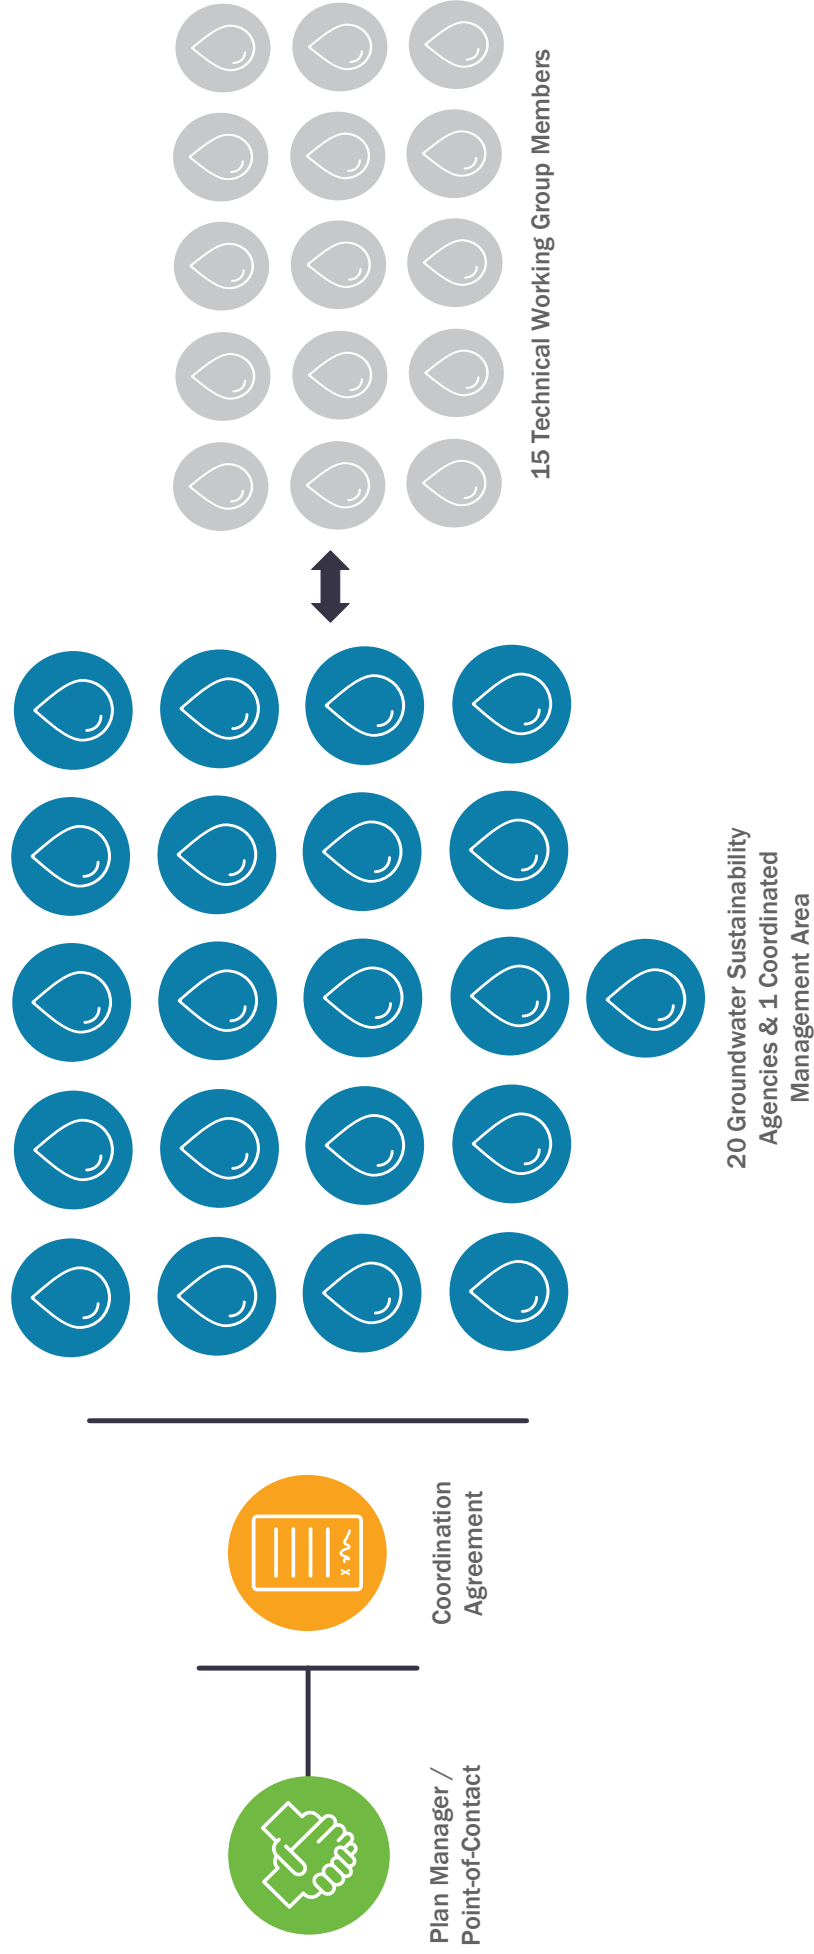 Plan Manager /
Point-of-Contact
Coordination
Agreement
x
20 Groundwater Sustainability
Agencies & 1 Coordinated
Management Area
15 Technical Working Group Members